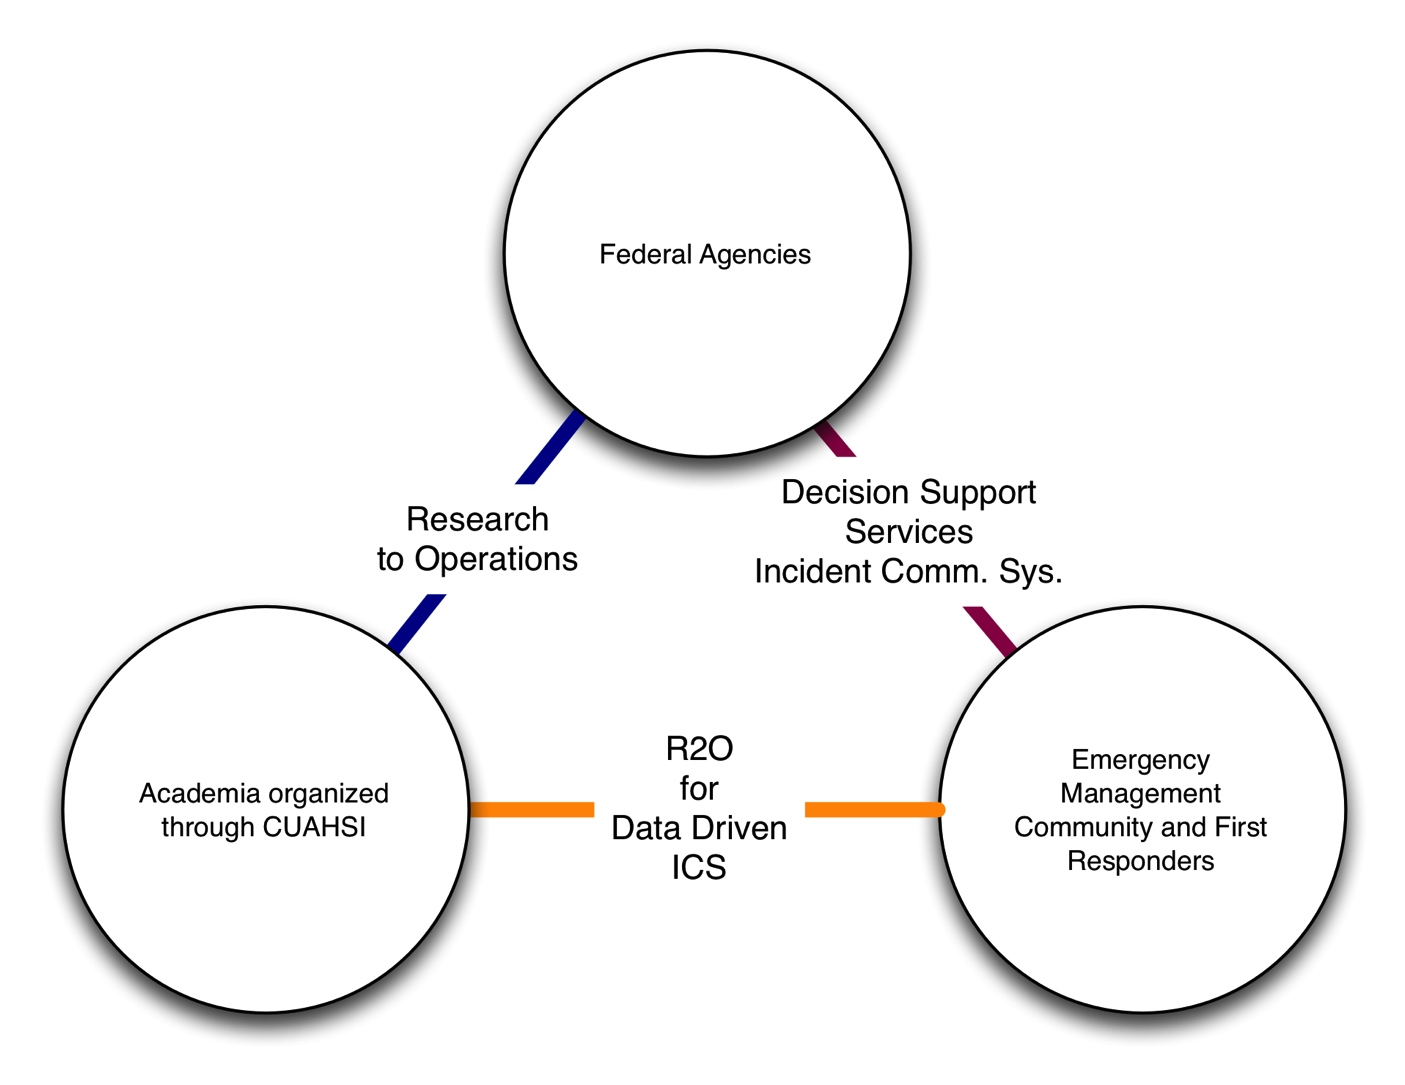 Federal Agencies
Research
to Operations
Decision Support
Services
Incident Comm. Sys.
Academia organized
through CUAHSI
R2O
for
Data Driven
ICS
Emergency
Management
Community and First
Responders